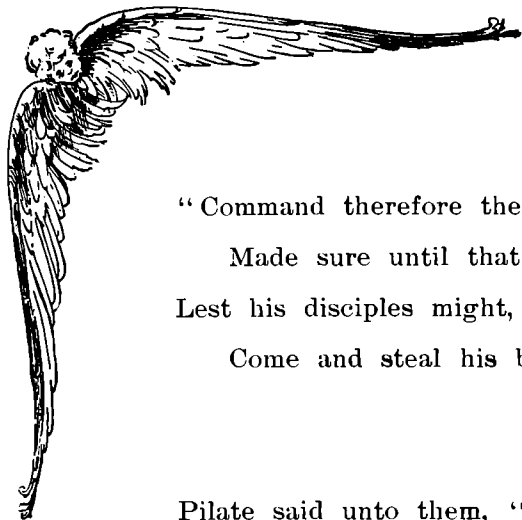 “Command therefore the
Made sure until that
Lest his disciples might,
Come and steal his
Pilate said unto them, “